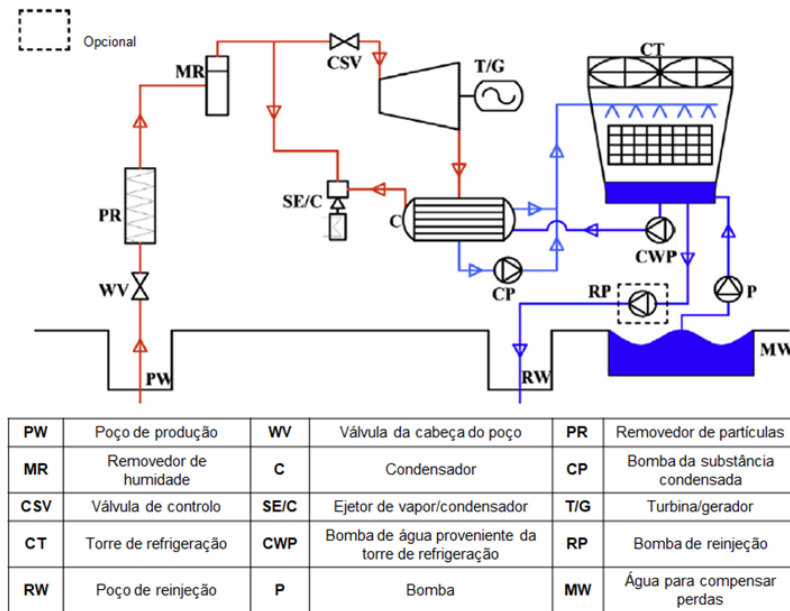 Opcional
MR
CSV
T/G
CT
PR
SE/C
C
CWP
WV
CP
RP
P
PW
RW
MW
PW Poço de produção WV Válvula da cabeça do poço PR Removedor de partículas
MR Removedor de humidade C Condensador CP Bomba da substância condensada
CSV Válvula de controlo SE/C Ejetor de vapor/condensador T/G Turbina/gerador
CT Torre de refrigeração CWP Bomba de água proveniente da torre de refrigeração RP Bomba de reinjeção
RW Poço de reinjeção P Bomba MW Água para compensar perdas